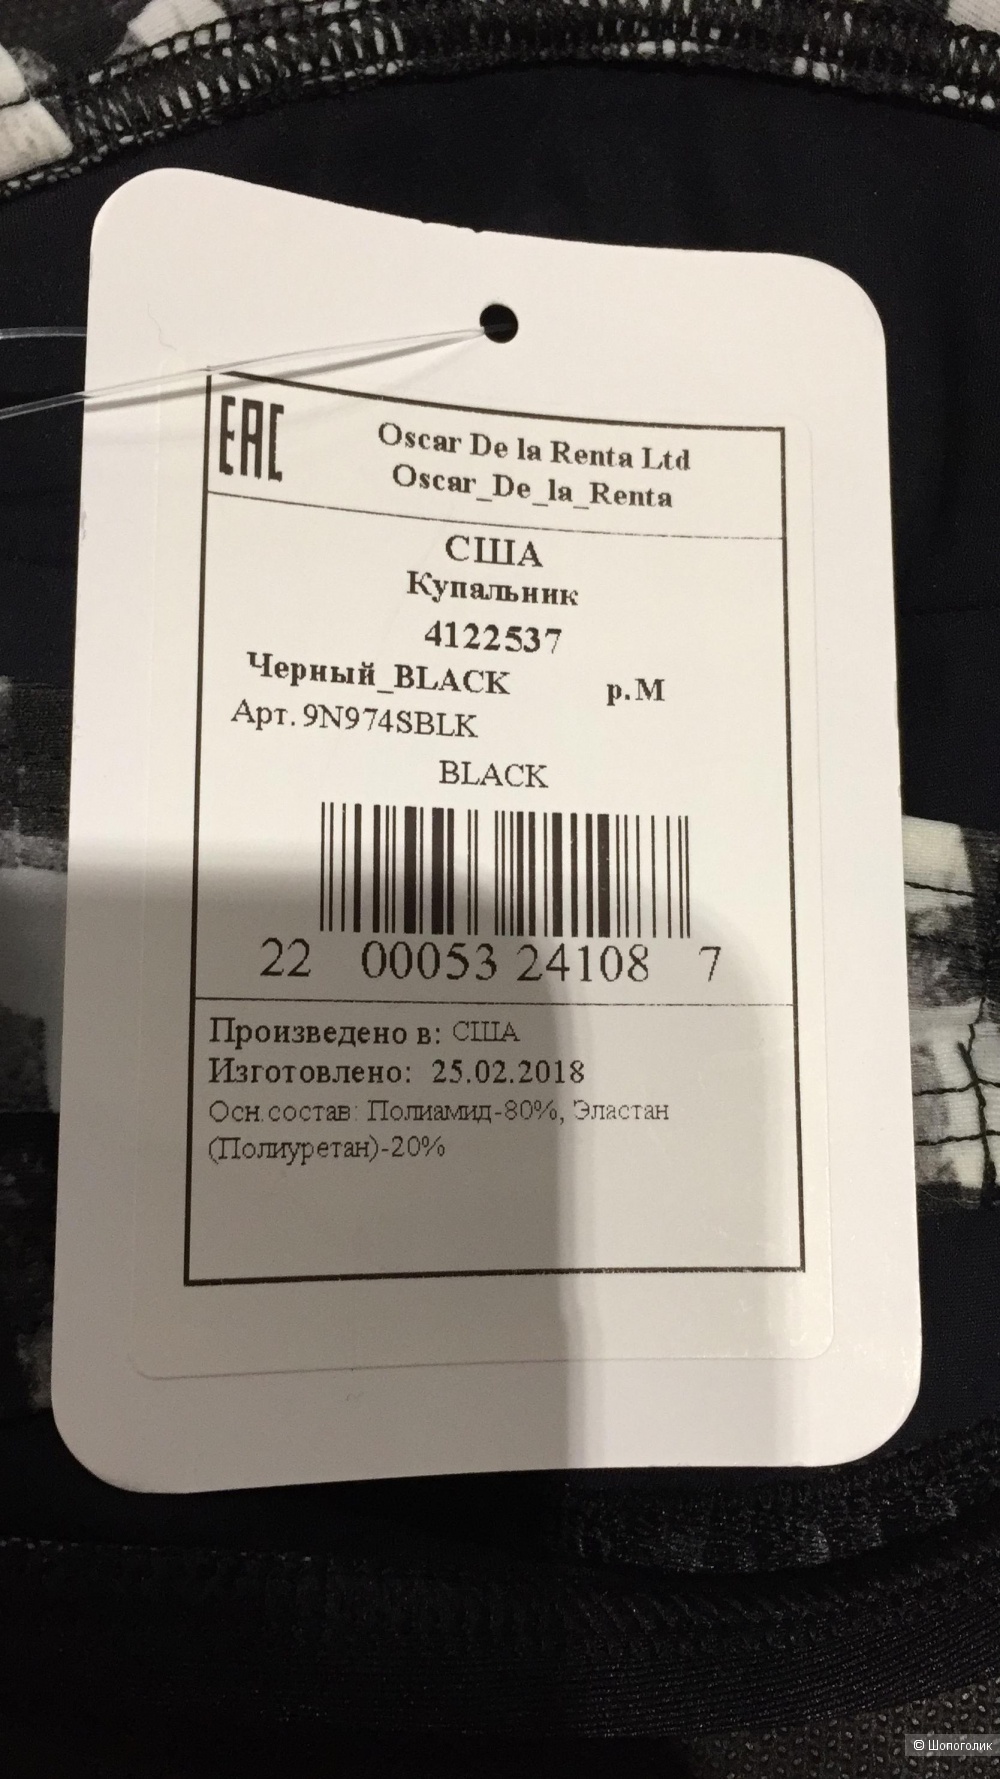 EAC
Oscar De la Renta Ltd
Oscar_De_la_Renta
США
Купальник
4122537
Черный_BLACK р.М
Арт. 9N974SBLK
BLACK
22 00053 24108 7
Произведено в: США
Изготовлено: 25.02.2018
Осн.состав: Полиамид-80%, Эластан
(Полиуретан)-20%
© Шопоголик